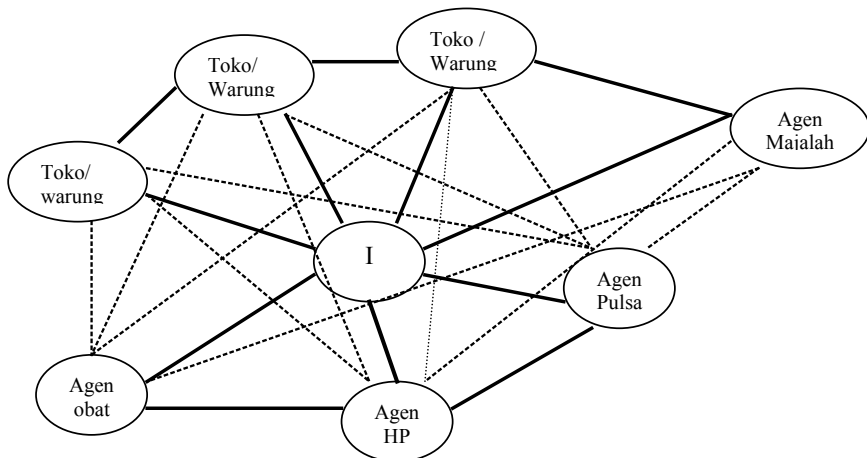 Toko /
Warung
Toko/
Warung
Agen
Majalah
Toko/
warung
I
Agen
Pulsa
Agen
obat
Agen
HP